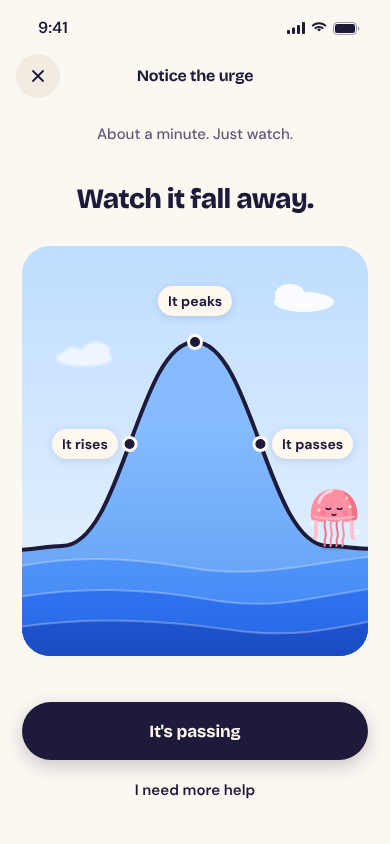 9:41
Notice the urge
About a minute. Just watch.
Watch it fall away.
It peaks
It rises
It passes
It's passing
I need more help